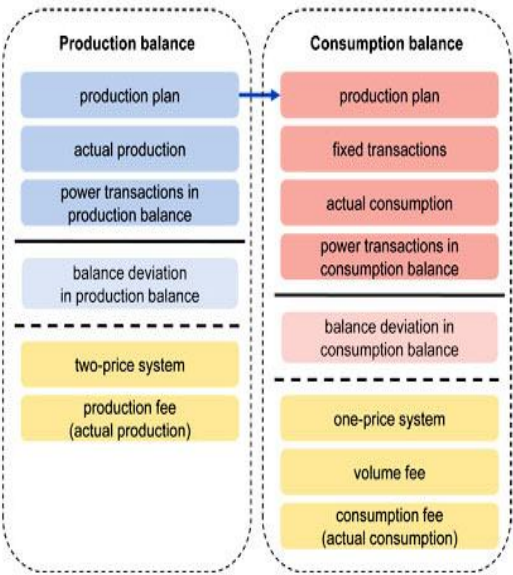 Production balance
production plan
actual production
power transactions in
production balance
balance deviation
in production balance
two-price system
production fee
(actual production)
Consumption balance
production plan
fixed transactions
actual consumption
power transactions in
consumption balance
balance deviation in
consumption balance
one-price system
volume fee
consumption fee
(actual consumption)